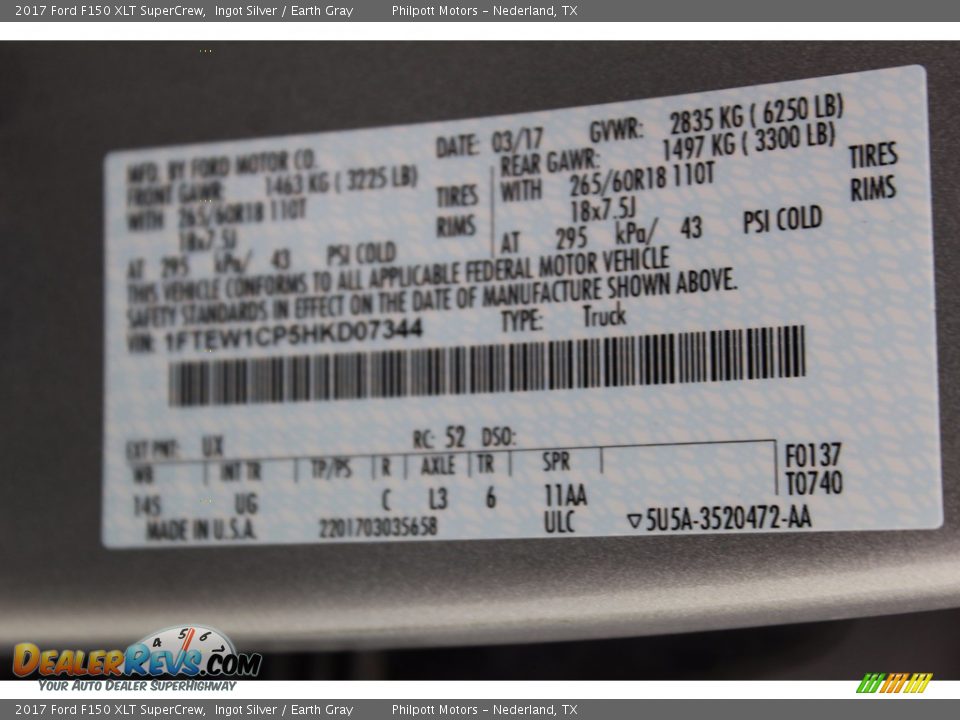 2017 Ford F150 XLT SuperCrew, Ingot Silver / Earth Gray Philpott Motors – Nederland, TX
MFD. BY FORD MOTOR CO. DATE: 03/17 GVWR: 2835 KG ( 6250 LB)
FRONT GAWR: 1463 KG ( 3225 LB) REAR GAWR: 1497 KG ( 3300 LB)
WITH 265/60R18 110T TIRES WITH 265/60R18 110T TIRES
18x7.5J RIMS 18x7.5J RIMS
AT 295 kPa/ 43 PSI COLD AT 295 kPa/ 43 PSI COLD
THIS VEHICLE CONFORMS TO ALL APPLICABLE FEDERAL MOTOR VEHICLE
SAFETY STANDARDS IN EFFECT ON THE DATE OF MANUFACTURE SHOWN ABOVE.
VIN: 1FTEW1CP5HKD07344 TYPE: Truck
EXT PNT: UX RC: 52 DSO:
WB INT TR TP/PS R AXLE TR SPR F0137
145 UG C L3 6 11AA T0740
MADE IN U.S.A. 2201703035658 ULC ▽5U5A-3520472-AA
4 5 6
DEALERREVS.COM
YOUR AUTO DEALER SUPERHIGHWAY
2017 Ford F150 XLT SuperCrew, Ingot Silver / Earth Gray Philpott Motors – Nederland, TX